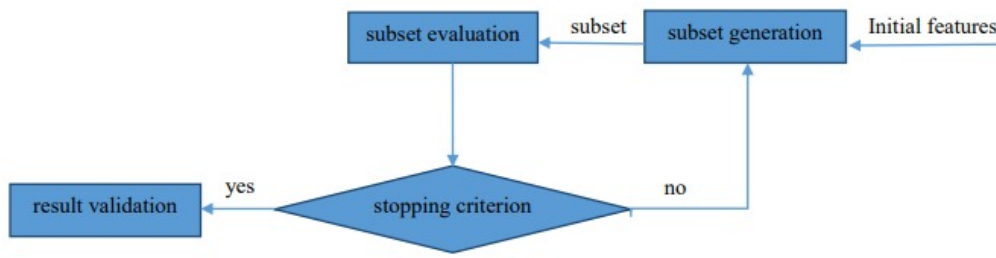 Initial features
subset generation
subset
subset evaluation
stopping criterion
no
yes
result validation